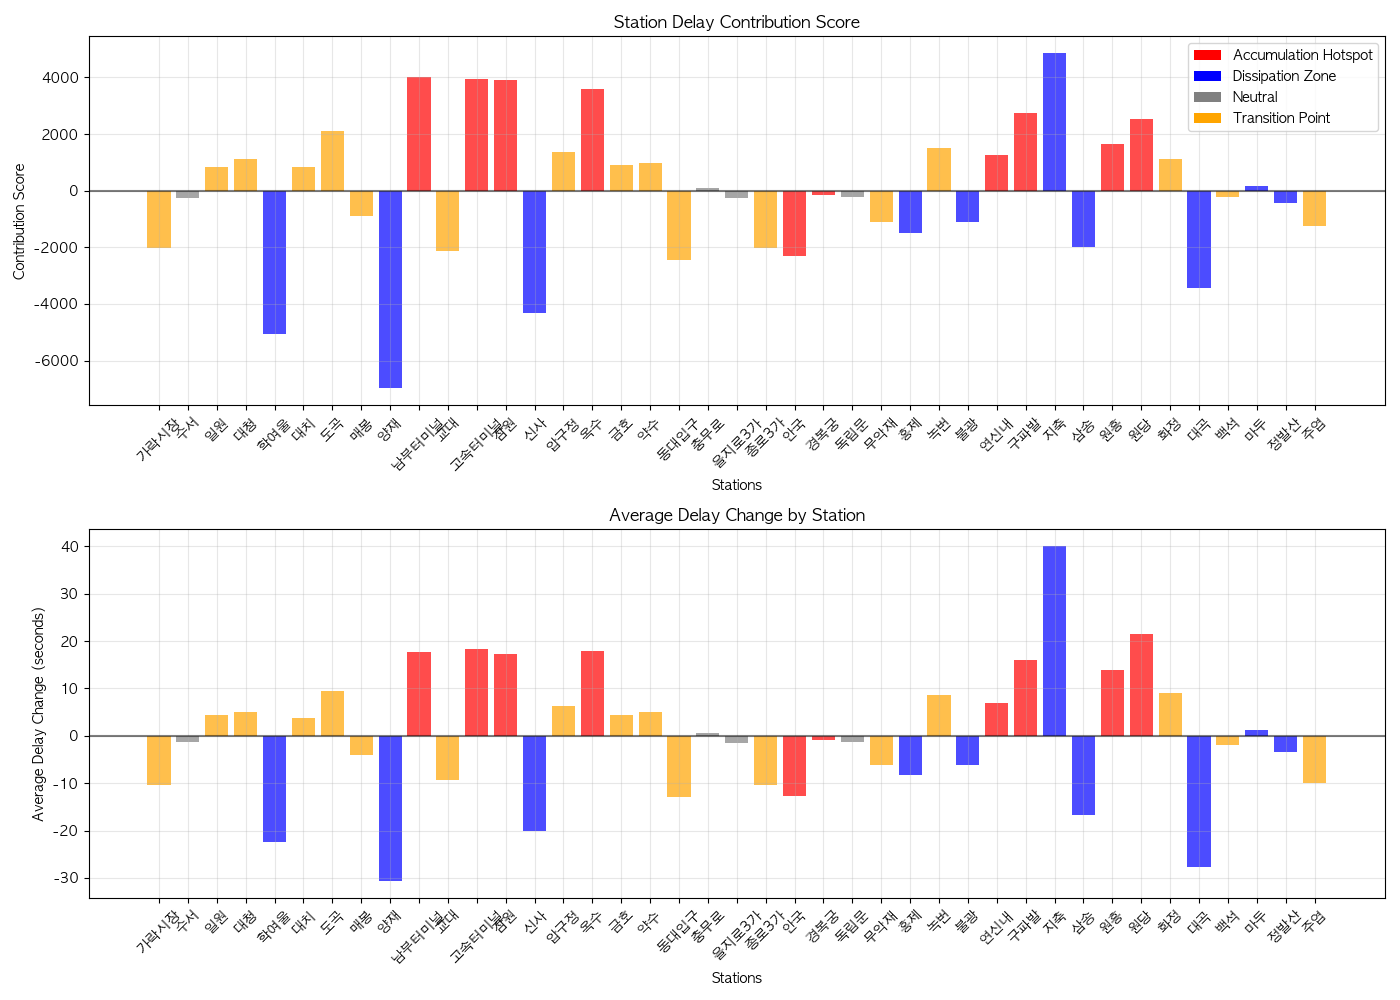 Station Delay Contribution Score
Accumulation Hotspot
Dissipation Zone
Neutral
Transition Point
Contribution Score
4000
2000
0
-2000
-4000
-6000
가락시장
수서
일원
대청
학여울
대치
도곡
매봉
양재
남부터미널
교대
고속터미널
잠원
신사
압구정
옥수
금호
약수
동대입구
충무로
을지로3가
종로3가
안국
경복궁
독립문
무악재
홍제
녹번
불광
연신내
구파발
지축
삼송
원흥
원당
화정
대곡
백석
마두
정발산
주엽
Stations
Average Delay Change by Station
Average Delay Change (seconds)
40
30
20
10
0
-10
-20
-30
가락시장
수서
일원
대청
학여울
대치
도곡
매봉
양재
남부터미널
교대
고속터미널
잠원
신사
압구정
옥수
금호
약수
동대입구
충무로
을지로3가
종로3가
안국
경복궁
독립문
무악재
홍제
녹번
불광
연신내
구파발
지축
삼송
원흥
원당
화정
대곡
백석
마두
정발산
주엽
Stations